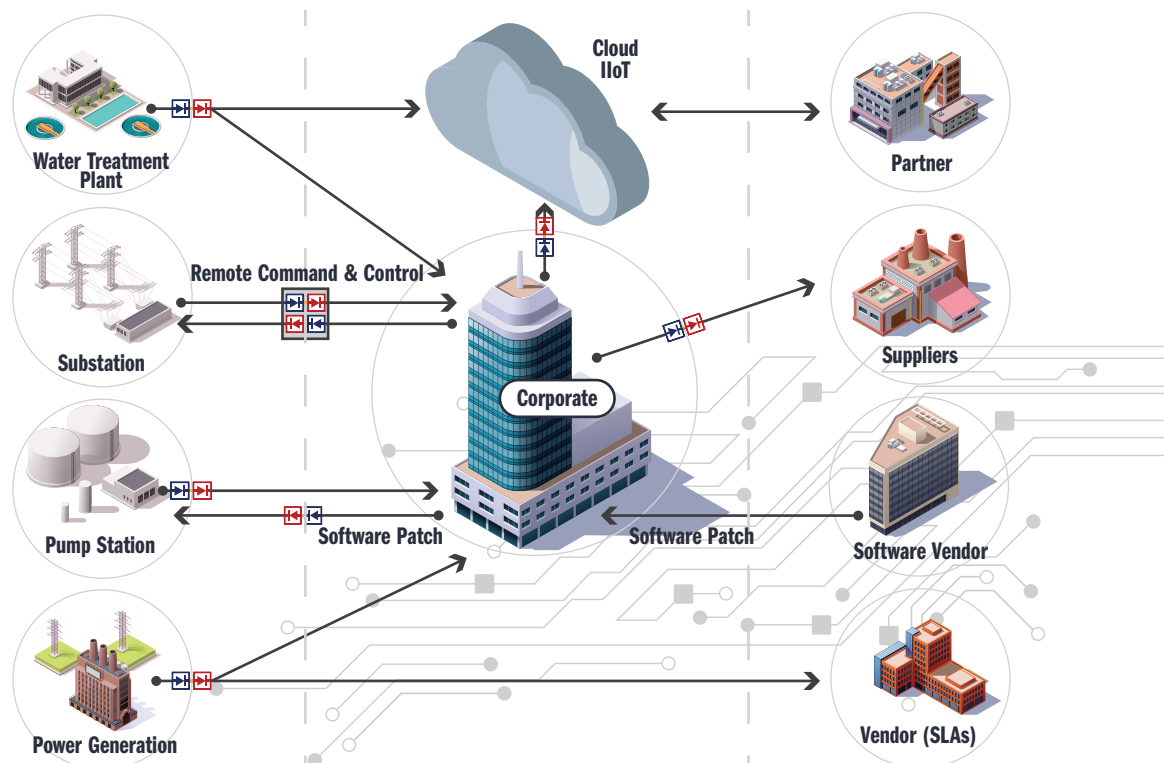 Cloud
IIoT
Water Treatment
Plant
Partner
Remote Command & Control
Substation
Suppliers
Corporate
Pump Station
Software Patch
Software Patch
Software Vendor
Power Generation
Vendor (SLAs)